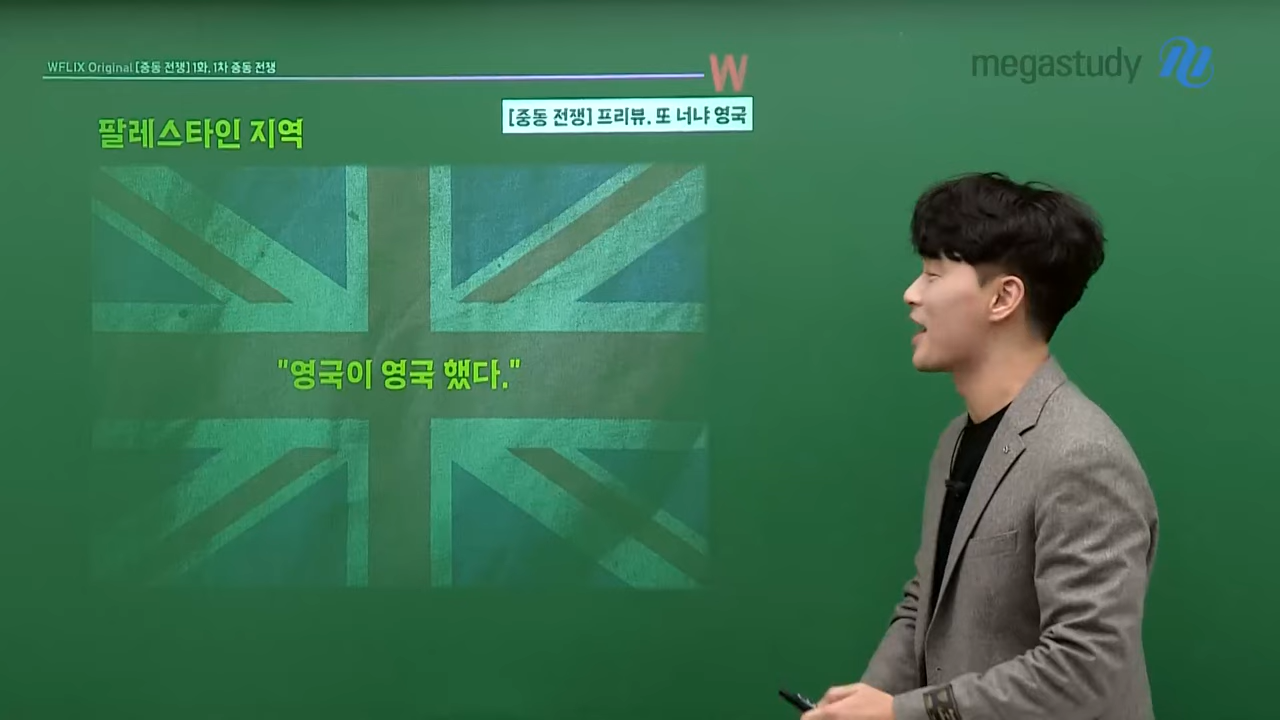 WFLIX Original [중동 전쟁] 1화. 1차 중동 전쟁
W
megastudy
[중동 전쟁] 프리뷰. 또 너냐 영국
팔레스타인 지역
"영국이 영국 했다."